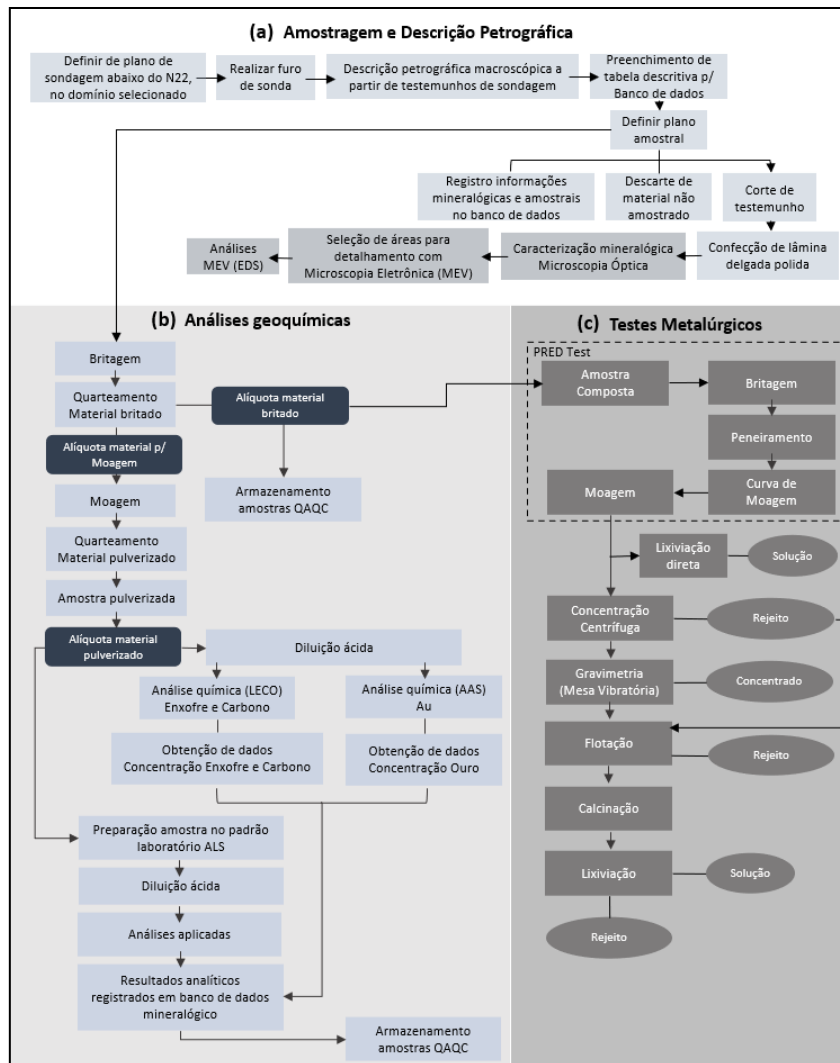 (a) Amostragem e Descrição Petrográfica
Definir de plano de
sondagem abaixo do N22,
no domínio selecionado
Realizar furo
de sonda
Descrição petrográfica macroscópica a
partir de testemunhos de sondagem
Preenchimento de
tabela descritiva p/
Banco de dados
Definir plano
amostral
Registro informações
mineralógicas e amostrais
no banco de dados
Descarte de
material não
amostrado
Corte de
testemunho
Análises
MEV (EDS)
Seleção de áreas para
detalhamento com
Microscopia Eletrônica (MEV)
Caracterização mineralógica
Microscopia Óptica
Confecção de lâmina
delgada polida
(b) Análises geoquímicas
Britagem
Quarteamento
Material britado
Alíquota material
britado
Alíquota material p/
Moagem
Armazenamento
amostras QAQC
Moagem
Quarteamento
Material pulverizado
Amostra pulverizada
Alíquota material
pulverizado
Diluição ácida
Análise química (LECO)
Enxofre e Carbono
Análise química (AAS)
Au
Obtenção de dados
Concentração Enxofre e Carbono
Obtenção de dados
Concentração Ouro
Preparação amostra no padrão
laboratório ALS
Diluição ácida
Análises aplicadas
Resultados analíticos
registrados em banco de dados
mineralógico
Armazenamento
amostras QAQC
(c) Testes Metalúrgicos
PRED Test
Amostra
Composta
Britagem
Peneiramento
Moagem
Curva de
Moagem
Lixiviação
direta
Solução
Concentração
Centrífuga
Rejeito
Gravimetria
(Mesa Vibratória)
Concentrado
Flotação
Rejeito
Calcinação
Lixiviação
Solução
Rejeito